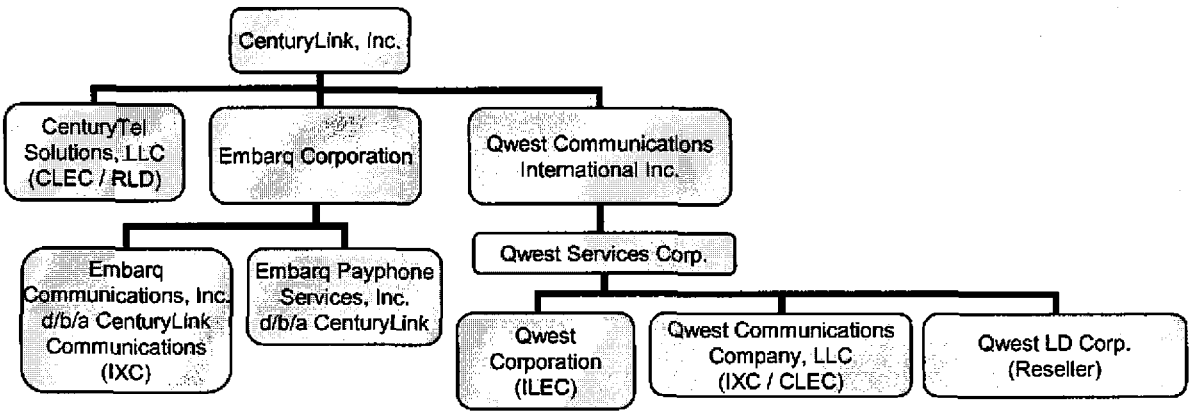 CenturyLink, Inc.
CenturyTel
Solutions, LLC
(CLEC / RLD)
Embarq Corporation
Qwest Communications
International Inc.
Embarq
Communications, Inc.
d/b/a CenturyLink
Communications
(IXC)
Embarq Payphone
Services, Inc.
d/b/a CenturyLink
Qwest Services Corp.
Qwest
Corporation
(ILEC)
Qwest Communications
Company, LLC
(IXC / CLEC)
Qwest LD Corp.
(Reseller)